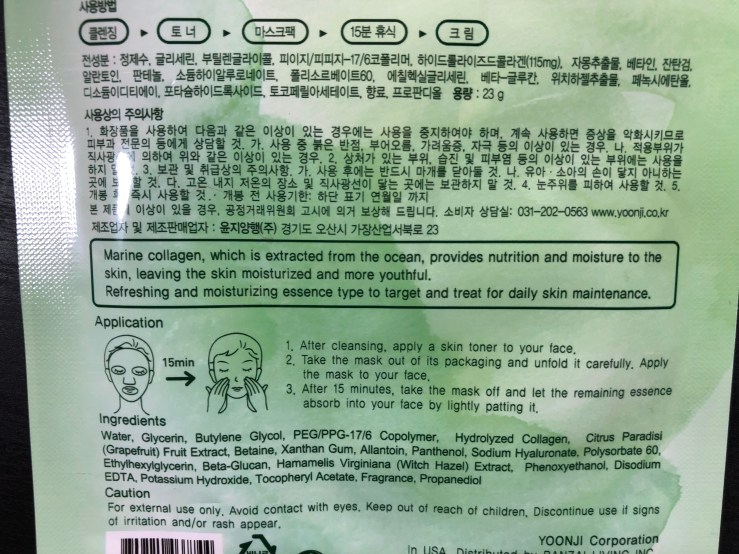 사용방법
클렌징 ▶ 토너 ▶ 마스크팩 ▶ 15분 휴식 ▶ 크림
전성분 : 정제수, 글리세린, 부틸렌글라이콜, 피이지/피피지-17/6코폴리머, 하이드롤라이즈드콜라겐(115mg), 자몽추출물, 베타인, 잔탄검,
알란토인, 판테놀, 소듐하이알루로네이트, 폴리소르베이트60, 에칠헥실글리세린, 베타-글루칸, 위치하젤추출물, 페녹시에탄올,
디소듐이디티에이, 포타슘하이드록사이드, 토코페릴아세테이트, 향료, 프로판디올 용량 : 23 g
사용상의 주의사항
1. 화장품을 사용하여 다음과 같은 이상이 있는 경우에는 사용을 중지하여야 하며, 계속 사용하면 증상을 악화시키므로
피부과 전문의 등에게 상담할 것. 가. 사용 중 붉은 반점, 부어오름, 가려움증, 자극 등의 이상이 있는 경우. 나. 적용부위가
직사광선에 의하여 위와 같은 이상이 있는 경우. 2. 상처가 있는 부위, 습진 및 피부염 등의 이상이 있는 부위에는 사용을
하지 말 것. 3. 보관 및 취급상의 주의사항. 가. 사용 후에는 반드시 마개를 닫아둘 것. 나. 유아·소아의 손이 닿지 아니하는
곳에 보관할 것. 다. 고온 내지 저온의 장소 및 직사광선이 닿는 곳에는 보관하지 말 것. 4. 눈주위를 피하여 사용할 것. 5.
개봉 후 즉시 사용할 것. · 개봉 전 사용기한: 하단 표기 연월일 까지
본 제품에 이상이 있을 경우, 공정거래위원회 고시에 의거 보상해 드립니다. 소비자 상담실: 031-202-0563 www.yoonji.co.kr
제조업자 및 제조판매업자 : 윤지양행(주) 경기도 오산시 가장산업서북로 23
Marine collagen, which is extracted from the ocean, provides nutrition and moisture to the
skin, leaving the skin moisturized and more youthful.
Refreshing and moisturizing essence type to target and treat for daily skin maintenance.
Application
15min
1. After cleansing, apply a skin toner to your face.
2. Take the mask out of its packaging and unfold it carefully. Apply
the mask to your face.
3. After 15 minutes, take the mask off and let the remaining essence
absorb into your face by lightly patting it.
Ingredients
Water, Glycerin, Butylene Glycol, PEG/PPG-17/6 Copolymer, Hydrolyzed Collagen, Citrus Paradisi
(Grapefruit) Fruit Extract, Betaine, Xanthan Gum, Allantoin, Panthenol, Sodium Hyaluronate, Polysorbate 60,
Ethylhexylglycerin, Beta-Glucan, Hamamelis Virginiana (Witch Hazel) Extract, Phenoxyethanol, Disodium
EDTA, Potassium Hydroxide, Tocopheryl Acetate, Fragrance, Propanediol
Caution
For external use only. Avoid contact with eyes. Keep out of reach of children. Discontinue use if signs
of irritation and/or rash appear.
YOONJI Corporation
In USA, Distributed by BANZAI LIVING INC